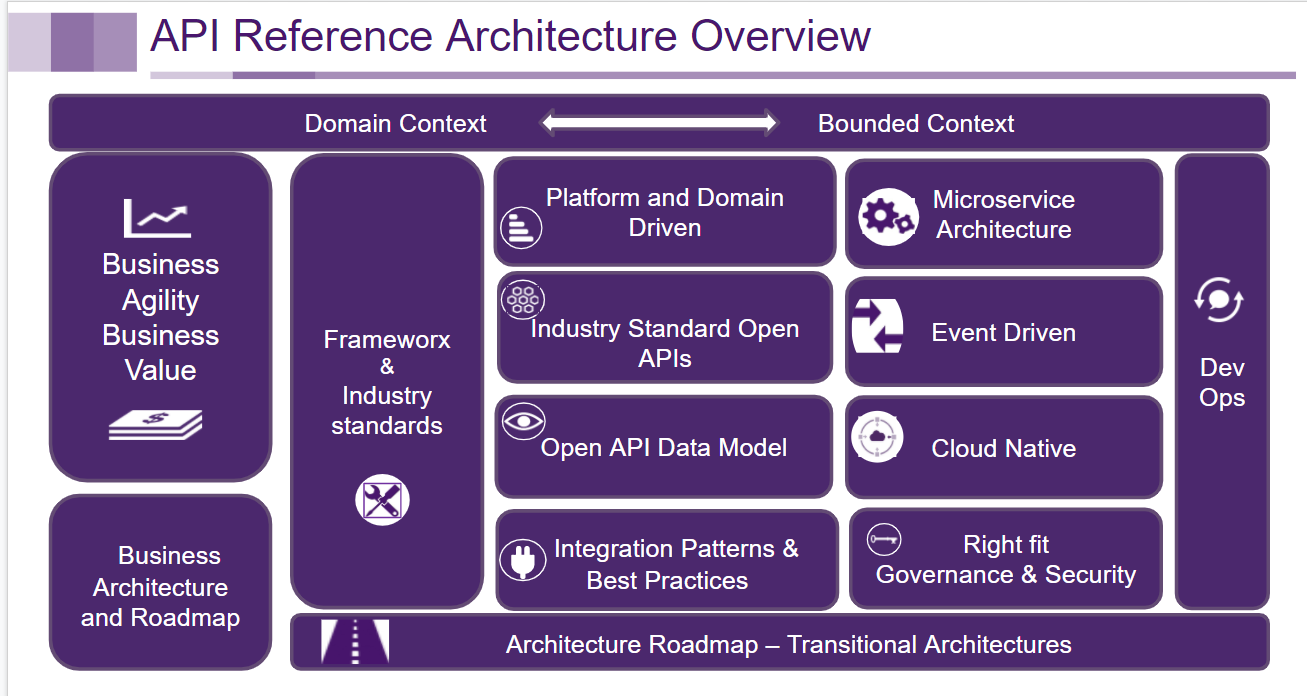 API Reference Architecture Overview
Domain Context
Bounded Context
Business
Agility
Business
Value
$
Business
Architecture
and Roadmap
Frameworx
&
Industry
standards
Platform and Domain
Driven
Industry Standard Open
APIs
Open API Data Model
Integration Patterns &
Best Practices
Microservice
Architecture
Event Driven
Cloud Native
Right fit
Governance & Security
Dev
Ops
Architecture Roadmap – Transitional Architectures